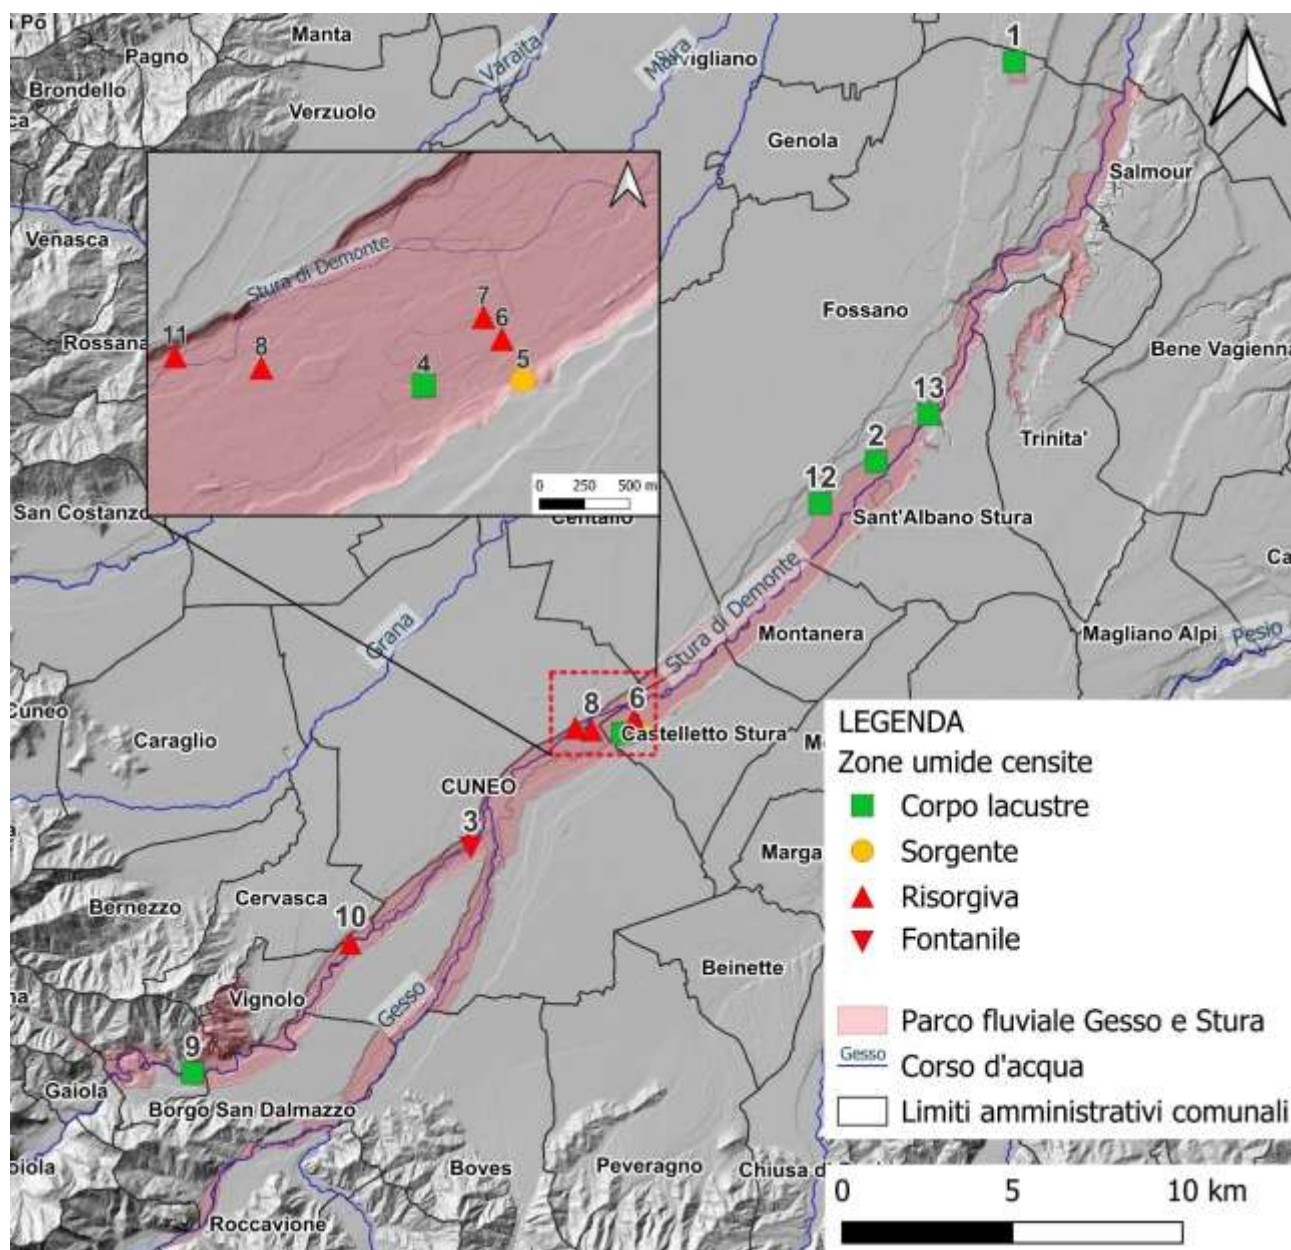 Po
Pagno
Manta
Brondello
Verzuolo
Varaita
Maira
vigliano
Genola
1
Salmour
Venasca
Rossana
San Costanzo
Fossano
Bene Vagienna
Trinita'
Stura di Demonte
11
8
7
6
4
5
0 250 500 m
13
2
12
Sant'Albano Stura
Centallo
Stura di Demonte
Grana
Montanera
Magliano Alpi
Pesio
Cuneo
Caraglio
8
6
Castelletto Stura
CUNEO
3
Marga
Bernezzo
Cervasca
10
Beinette
Vignolo
Gesso
9
Gaiola
Borgo San Dalmazzo
Boves
Peveragno
Chiusa d
Roccavione
LEGENDA
Zone umide censite
Corpo lacustre
Sorgente
Risorgiva
Fontanile
Parco fluviale Gesso e Stura
Gesso
Corso d'acqua
Limiti amministrativi comunali
0 5 10 km